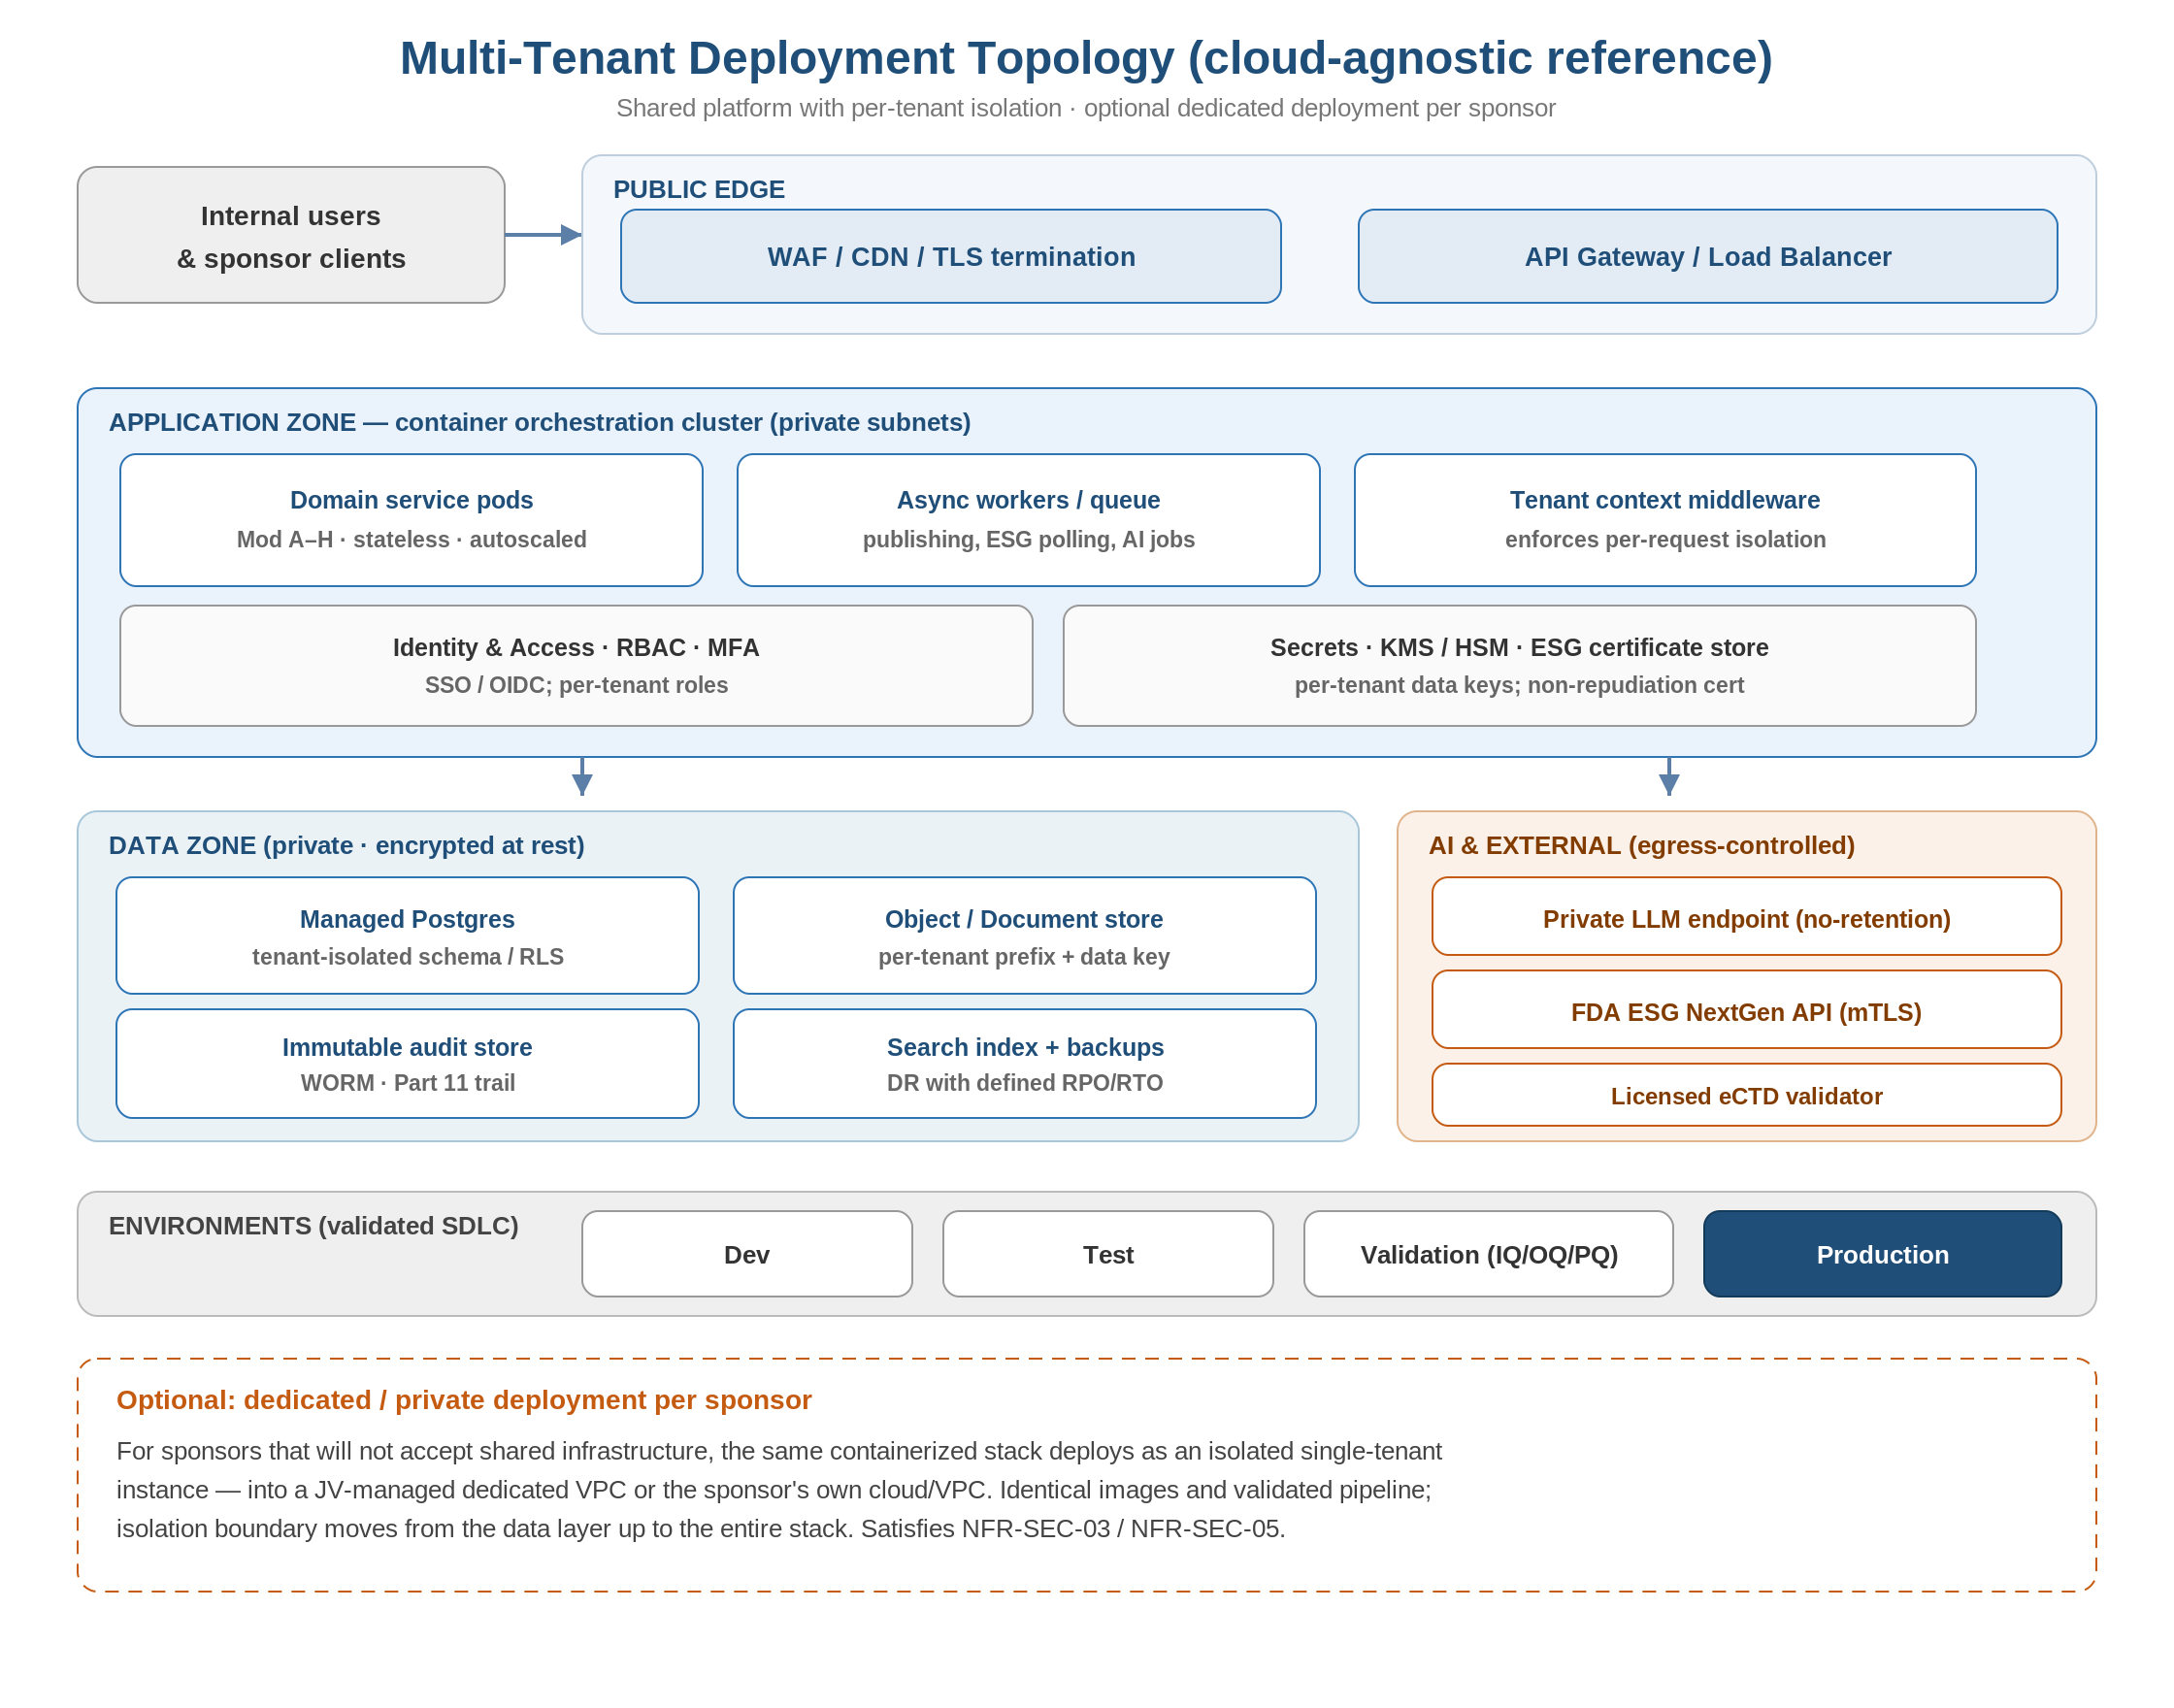 Multi-Tenant Deployment Topology (cloud-agnostic reference)
Shared platform with per-tenant isolation · optional dedicated deployment per sponsor
Internal users
& sponsor clients
PUBLIC EDGE
WAF / CDN / TLS termination
API Gateway / Load Balancer
APPLICATION ZONE — container orchestration cluster (private subnets)
Domain service pods
Mod A–H · stateless · autoscaled
Async workers / queue
publishing, ESG polling, AI jobs
Tenant context middleware
enforces per-request isolation
Identity & Access · RBAC · MFA
SSO / OIDC; per-tenant roles
Secrets · KMS / HSM · ESG certificate store
per-tenant data keys; non-repudiation cert
DATA ZONE (private · encrypted at rest)
Managed Postgres
tenant-isolated schema / RLS
Object / Document store
per-tenant prefix + data key
Immutable audit store
WORM · Part 11 trail
Search index + backups
DR with defined RPO/RTO
AI & EXTERNAL (egress-controlled)
Private LLM endpoint (no-retention)
FDA ESG NextGen API (mTLS)
Licensed eCTD validator
ENVIRONMENTS (validated SDLC)
Dev
Test
Validation (IQ/OQ/PQ)
Production
Optional: dedicated / private deployment per sponsor
For sponsors that will not accept shared infrastructure, the same containerized stack deploys as an isolated single-tenant
instance — into a JV-managed dedicated VPC or the sponsor's own cloud/VPC. Identical images and validated pipeline;
isolation boundary moves from the data layer up to the entire stack. Satisfies NFR-SEC-03 / NFR-SEC-05.